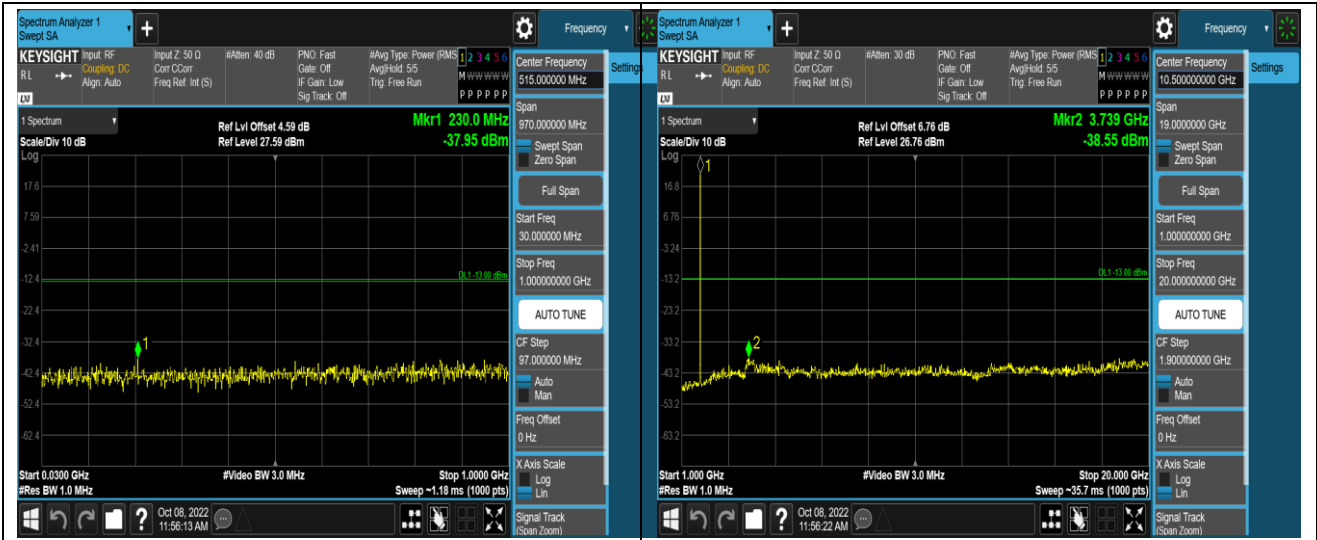 Spectrum Analyzer 1
Swept SA
+
Frequency
KEYSIGHT
RL
LXI
Input: RF
Coupling: DC
Align: Auto
Input Z: 50 Ω
Corr CCorr
Freq Ref: Int (S)
#Atten: 40 dB
PNO: Fast
Gate: Off
IF Gain: Low
Sig Track: Off
#Avg Type: Power (RMS
Avg|Hold: 5/5
Trig: Free Run
1 2 3 4 5 6
M W W W W W
P P P P P P
Center Frequency
515.000000 MHz
Settings
Span
970.000000 MHz
Swept Span
Zero Span
Full Span
Start Freq
30.000000 MHz
Stop Freq
1.000000000 GHz
AUTO TUNE
CF Step
97.000000 MHz
Auto
Man
Freq Offset
0 Hz
X Axis Scale
Log
Lin
Signal Track
(Span Zoom)
1 Spectrum
Scale/Div 10 dB
Log
Ref Lvl Offset 4.59 dB
Ref Level 27.59 dBm
Mkr1 230.0 MHz
-37.95 dBm
17.6
7.59
-2.41
-12.4
-22.4
-32.4
-42.4
-52.4
-62.4
DL1 -13.00 dBm
1
Start 0.0300 GHz
#Res BW 1.0 MHz
#Video BW 3.0 MHz
Stop 1.0000 GHz
Sweep ~1.18 ms (1000 pts)
?
Oct 08, 2022
11:56:13 AM
Spectrum Analyzer 1
Swept SA
+
Frequency
KEYSIGHT
RL
LXI
Input: RF
Coupling: DC
Align: Auto
Input Z: 50 Ω
Corr CCorr
Freq Ref: Int (S)
#Atten: 30 dB
PNO: Fast
Gate: Off
IF Gain: Low
Sig Track: Off
#Avg Type: Power (RMS
Avg|Hold: 5/5
Trig: Free Run
1 2 3 4 5 6
M W W W W W
P P P P P P
Center Frequency
10.500000000 GHz
Settings
Span
19.0000000 GHz
Swept Span
Zero Span
Full Span
Start Freq
1.000000000 GHz
Stop Freq
20.000000000 GHz
AUTO TUNE
CF Step
1.900000000 GHz
Auto
Man
Freq Offset
0 Hz
X Axis Scale
Log
Lin
Signal Track
(Span Zoom)
1 Spectrum
Scale/Div 10 dB
Log
Ref Lvl Offset 6.76 dB
Ref Level 26.76 dBm
Mkr2 3.739 GHz
-38.55 dBm
16.8
6.76
-3.24
-13.2
-23.2
-33.2
-43.2
-53.2
-63.2
DL1 -13.00 dBm
1
2
Start 1.000 GHz
#Res BW 1.0 MHz
#Video BW 3.0 MHz
Stop 20.000 GHz
Sweep ~35.7 ms (1000 pts)
?
Oct 08, 2022
11:56:22 AM